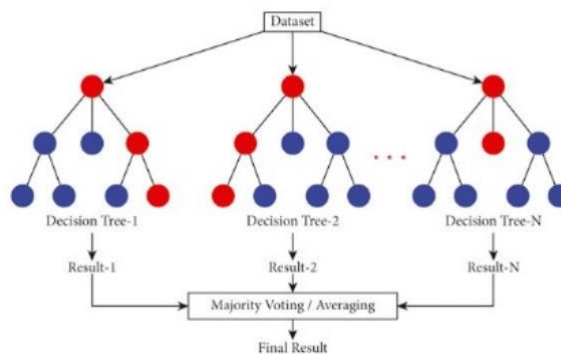 Dataset
Decision Tree-1
Decision Tree-2
Decision Tree-N
Result-1
Result-2
Result-N
Majority Voting / Averaging
Final Result